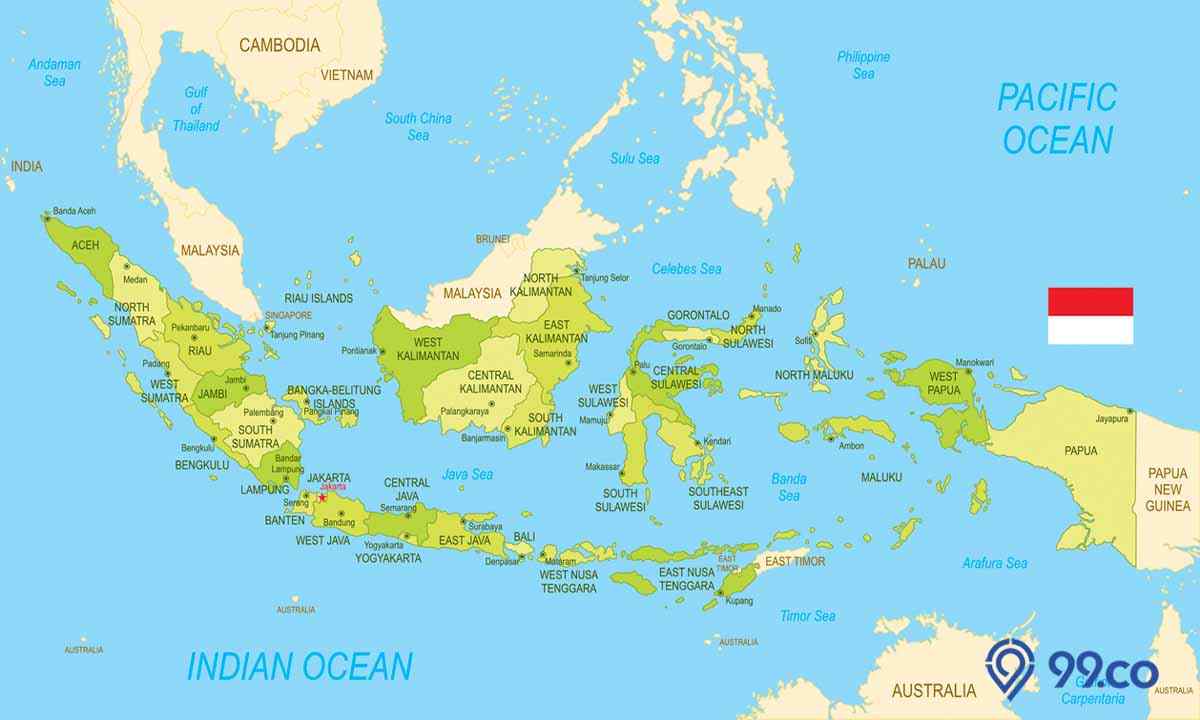 CAMBODIA
VIETNAM
Andaman
Sea
Gulf
of
Thailand
South China
Sea
Philippine
Sea
PACIFIC
OCEAN
Sulu Sea
INDIA
Banda Aceh
ACEH
MALAYSIA
BRUNEI
Medan
NORTH
SUMATRA
RIAU ISLANDS
SINGAPORE
Tanjung Pinang
MALAYSIA
NORTH
KALIMANTAN
Tanjung Selor
Celebes Sea
PALAU
Pekanbaru
RIAU
Pontianak
WEST
KALIMANTAN
EAST
KALIMANTAN
Samarinda
GORONTALO
Gorontalo
Manado
NORTH
SULAWESI
Sofifi
NORTH MALUKU
Padang
WEST
SUMATRA
Jambi
JAMBI
BANGKA-BELITUNG
ISLANDS
Pangkal Pinang
CENTRAL
KALIMANTAN
Palangkaraya
Palu
CENTRAL
SULAWESI
WEST
SULAWESI
Mamuju
Manokwari
WEST
PAPUA
Jayapura
PAPUA
PAPUA
NEW
GUINEA
Palembang
SOUTH
SUMATRA
Bengkulu
BENGKULU
Banjarmasin
SOUTH
KALIMANTAN
Kendari
Ambon
MALUKU
Bandar
Lampung
LAMPUNG
JAKARTA
Jakarta
Java Sea
Makassar
SOUTH
SULAWESI
SOUTHEAST
SULAWESI
Banda
Sea
Serang
BANTEN
Bandung
WEST JAVA
CENTRAL
JAVA
Semarang
Yogyakarta
YOGYAKARTA
Surabaya
EAST JAVA
BALI
Denpasar
Mataram
WEST NUSA
TENGGARA
EAST NUSA
TENGGARA
EAST
TIMOR
EAST TIMOR
Kupang
Arafura Sea
Timor Sea
AUSTRALIA
AUSTRALIA
AUSTRALIA
INDIAN OCEAN
AUSTRALIA
99.co
Carpentaria
AUSTRALIA